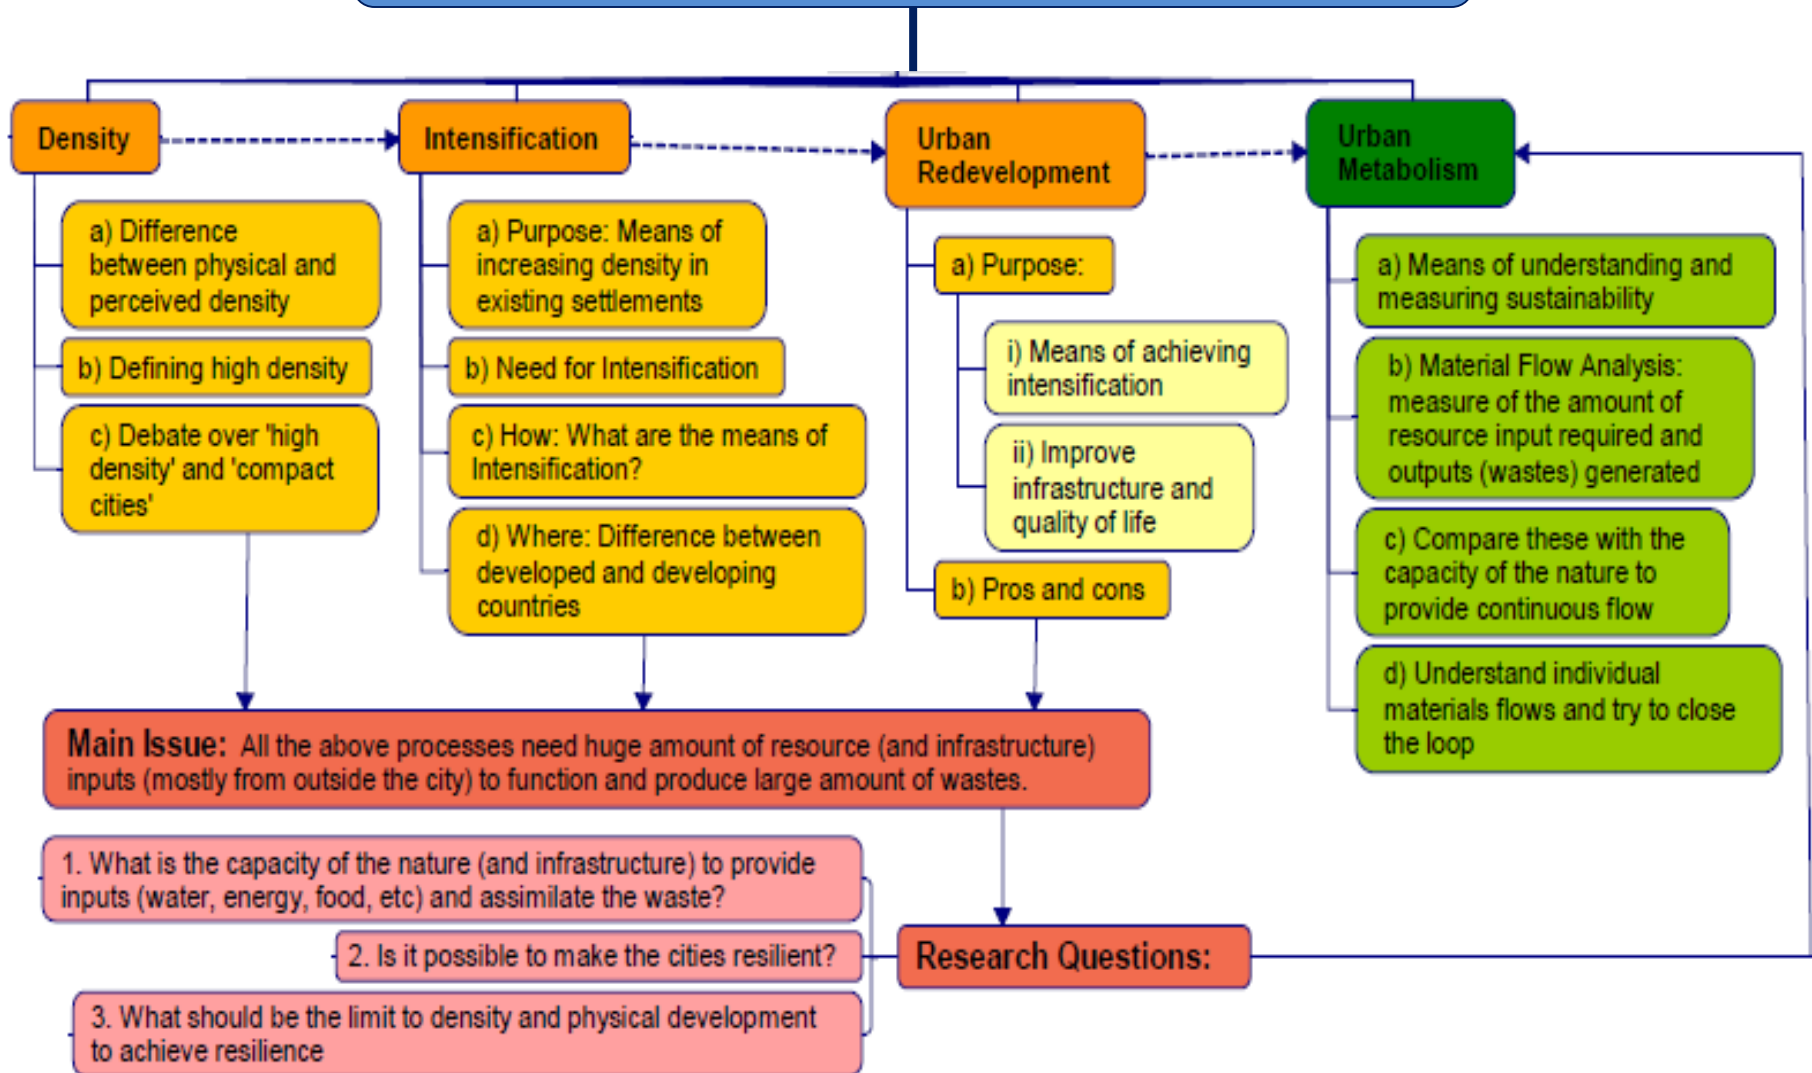 Density
a) Difference
between physical and
perceived density
b) Defining high density
c) Debate over 'high
density' and 'compact
cities'
Intensification
a) Purpose: Means of
increasing density in
existing settlements
b) Need for Intensification
c) How: What are the means of
Intensification?
d) Where: Difference between
developed and developing
countries
Urban
Redevelopment
a) Purpose:
i) Means of achieving
intensification
ii) Improve
infrastructure and
quality of life
b) Pros and cons
Urban
Metabolism
a) Means of understanding and
measuring sustainability
b) Material Flow Analysis:
measure of the amount of
resource input required and
outputs (wastes) generated
c) Compare these with the
capacity of the nature to
provide continuous flow
d) Understand individual
materials flows and try to close
the loop
Main Issue: All the above processes need huge amount of resource (and infrastructure)
inputs (mostly from outside the city) to function and produce large amount of wastes.
Research Questions:
1. What is the capacity of the nature (and infrastructure) to provide
inputs (water, energy, food, etc) and assimilate the waste?
2. Is it possible to make the cities resilient?
3. What should be the limit to density and physical development
to achieve resilience